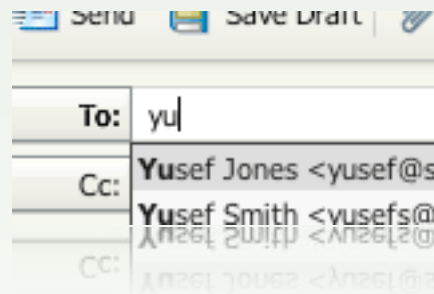 Send Save Draft
To: yu
Yusef Jones <yusef@s
Cc:
Yusef Smith <yusefs@